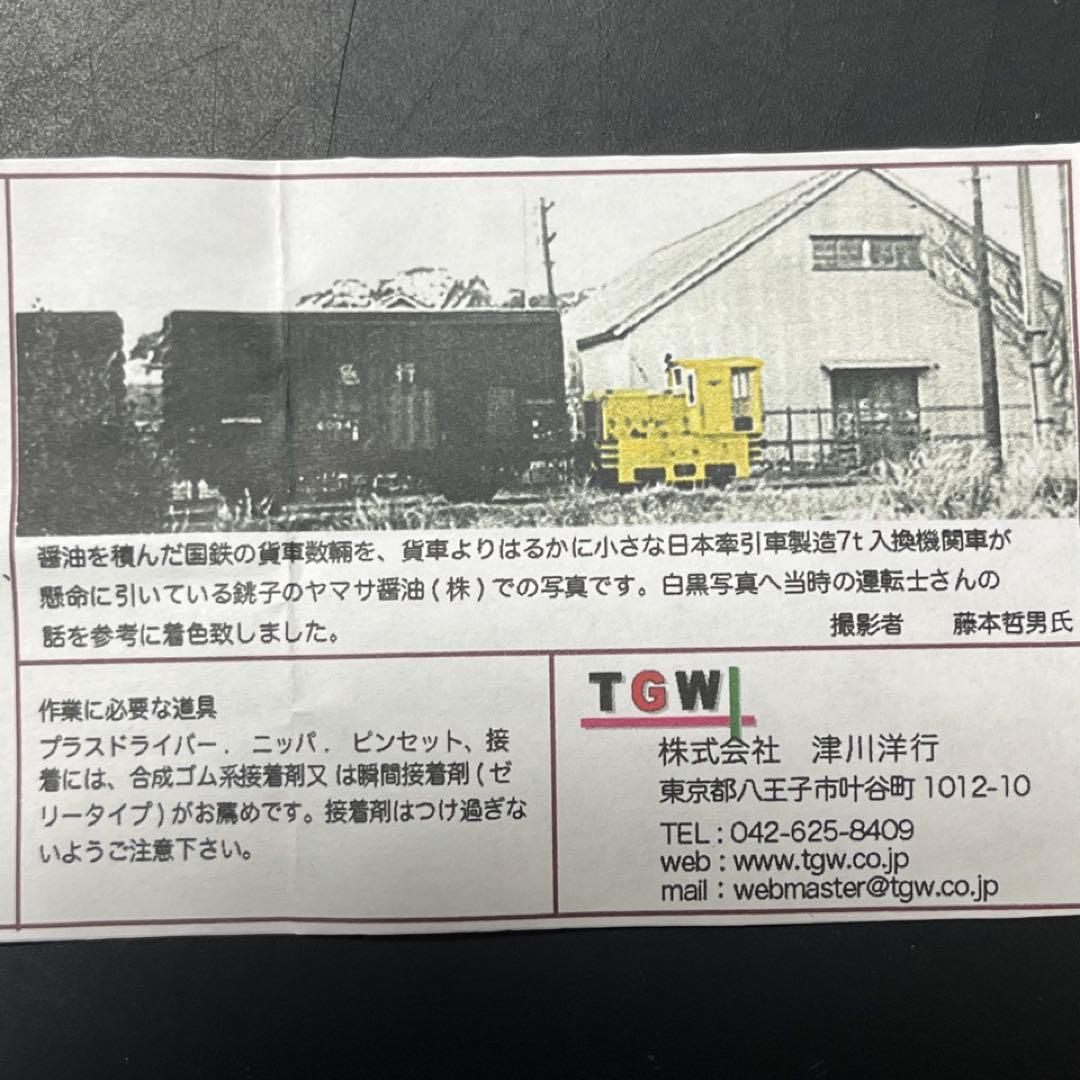 急行
醤油を積んだ国鉄の貨車数輛を、貨車よりはるかに小さな日本牽引車製造7t入換機関車が
懸命に引いている銚子のヤマサ醤油(株)での写真です。白黒写真へ当時の運転士さんの
話を参考に着色致しました。
撮影者 藤本哲男氏
作業に必要な道具
プラスドライバー．ニッパ．ピンセット、接
着には、合成ゴム系接着剤又は瞬間接着剤(ゼ
リータイプ)がお薦めです。接着剤はつけ過ぎな
いようご注意下さい。
TGW
株式会社 津川洋行
東京都八王子市叶谷町1012-10
TEL：042-625-8409
web：www.tgw.co.jp
mail：webmaster@tgw.co.jp